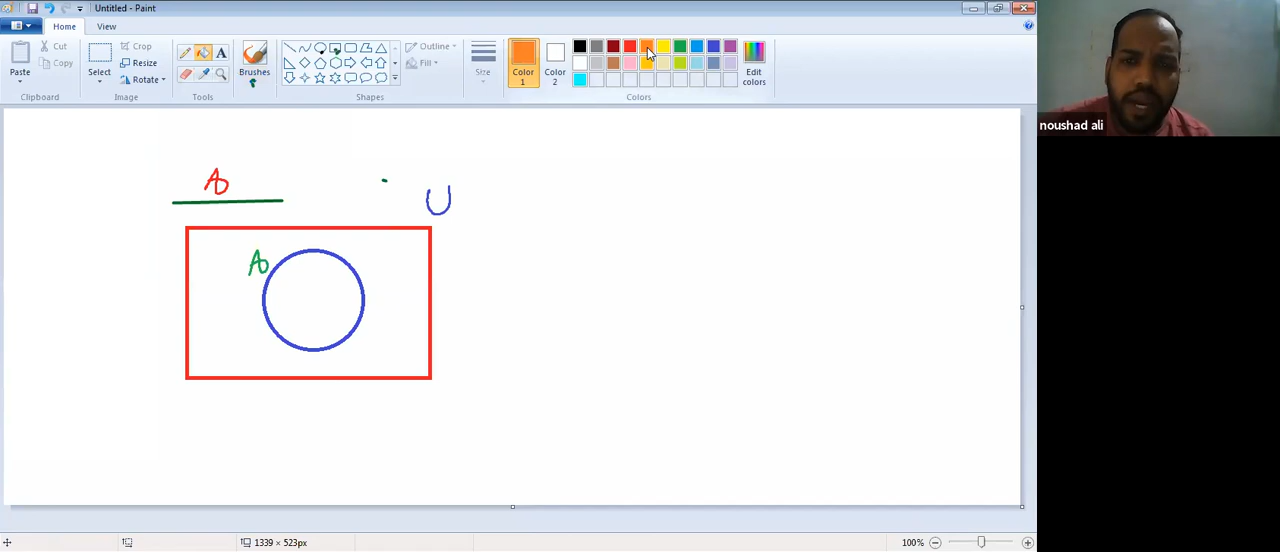 Untitled - Paint
Home
View
Paste
Cut
Copy
Clipboard
Select
Crop
Resize
Rotate
Image
A
Tools
Brushes
Outline
Fill
Shapes
Size
Color 1
Color 2
Edit colors
Colors
noushad ali
A
U
A
1339 × 523px
100%